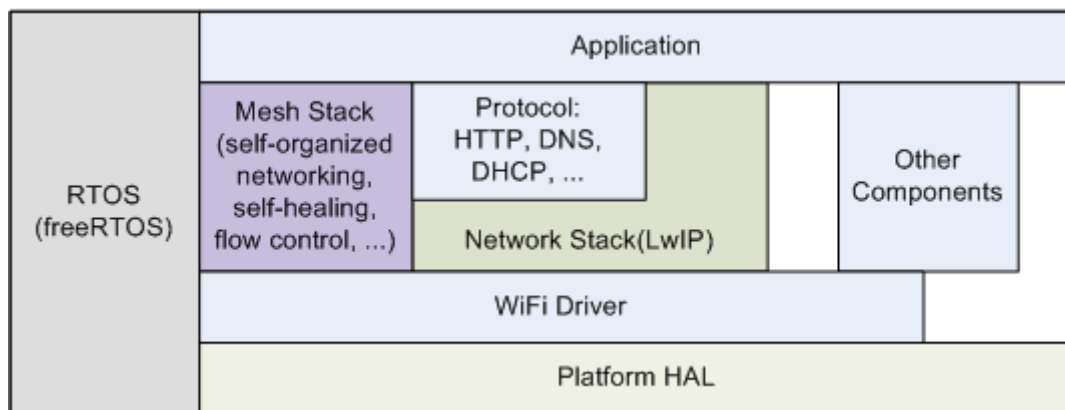 Application
Mesh Stack
(self-organized
networking,
self-healing,
flow control, ...)
Protocol:
HTTP, DNS,
DHCP, ...
Other
Components
RTOS
(freeRTOS)
Network Stack(LwIP)
WiFi Driver
Platform HAL